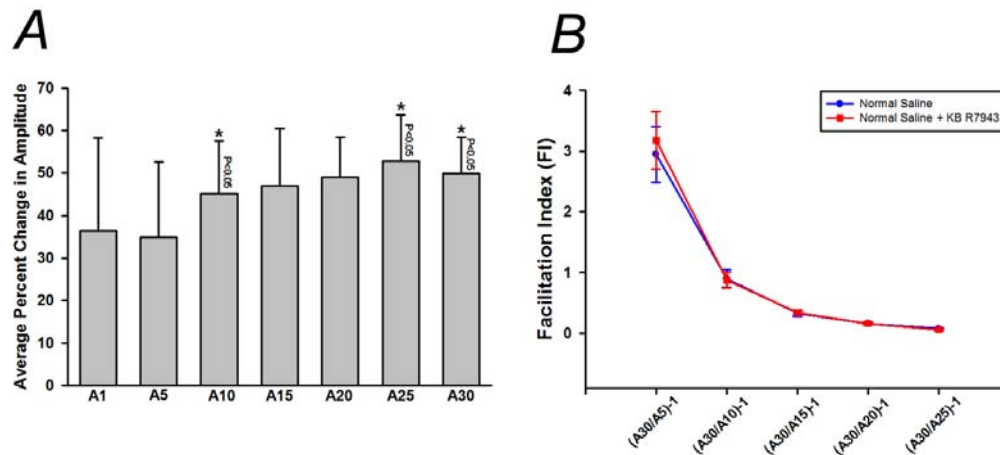 A
Average Percent Change in Amplitude
70
60
50
40
30
20
10
0
*
P<0.05
*
P<0.05
*
P<0.05
A1 A5 A10 A15 A20 A25 A30
B
Facilitation Index (FI)
4
3
2
1
0
Normal Saline
Normal Saline + KB R7943
(A30/A5)-1
(A30/A10)-1
(A30/A15)-1
(A30/A20)-1
(A30/A25)-1